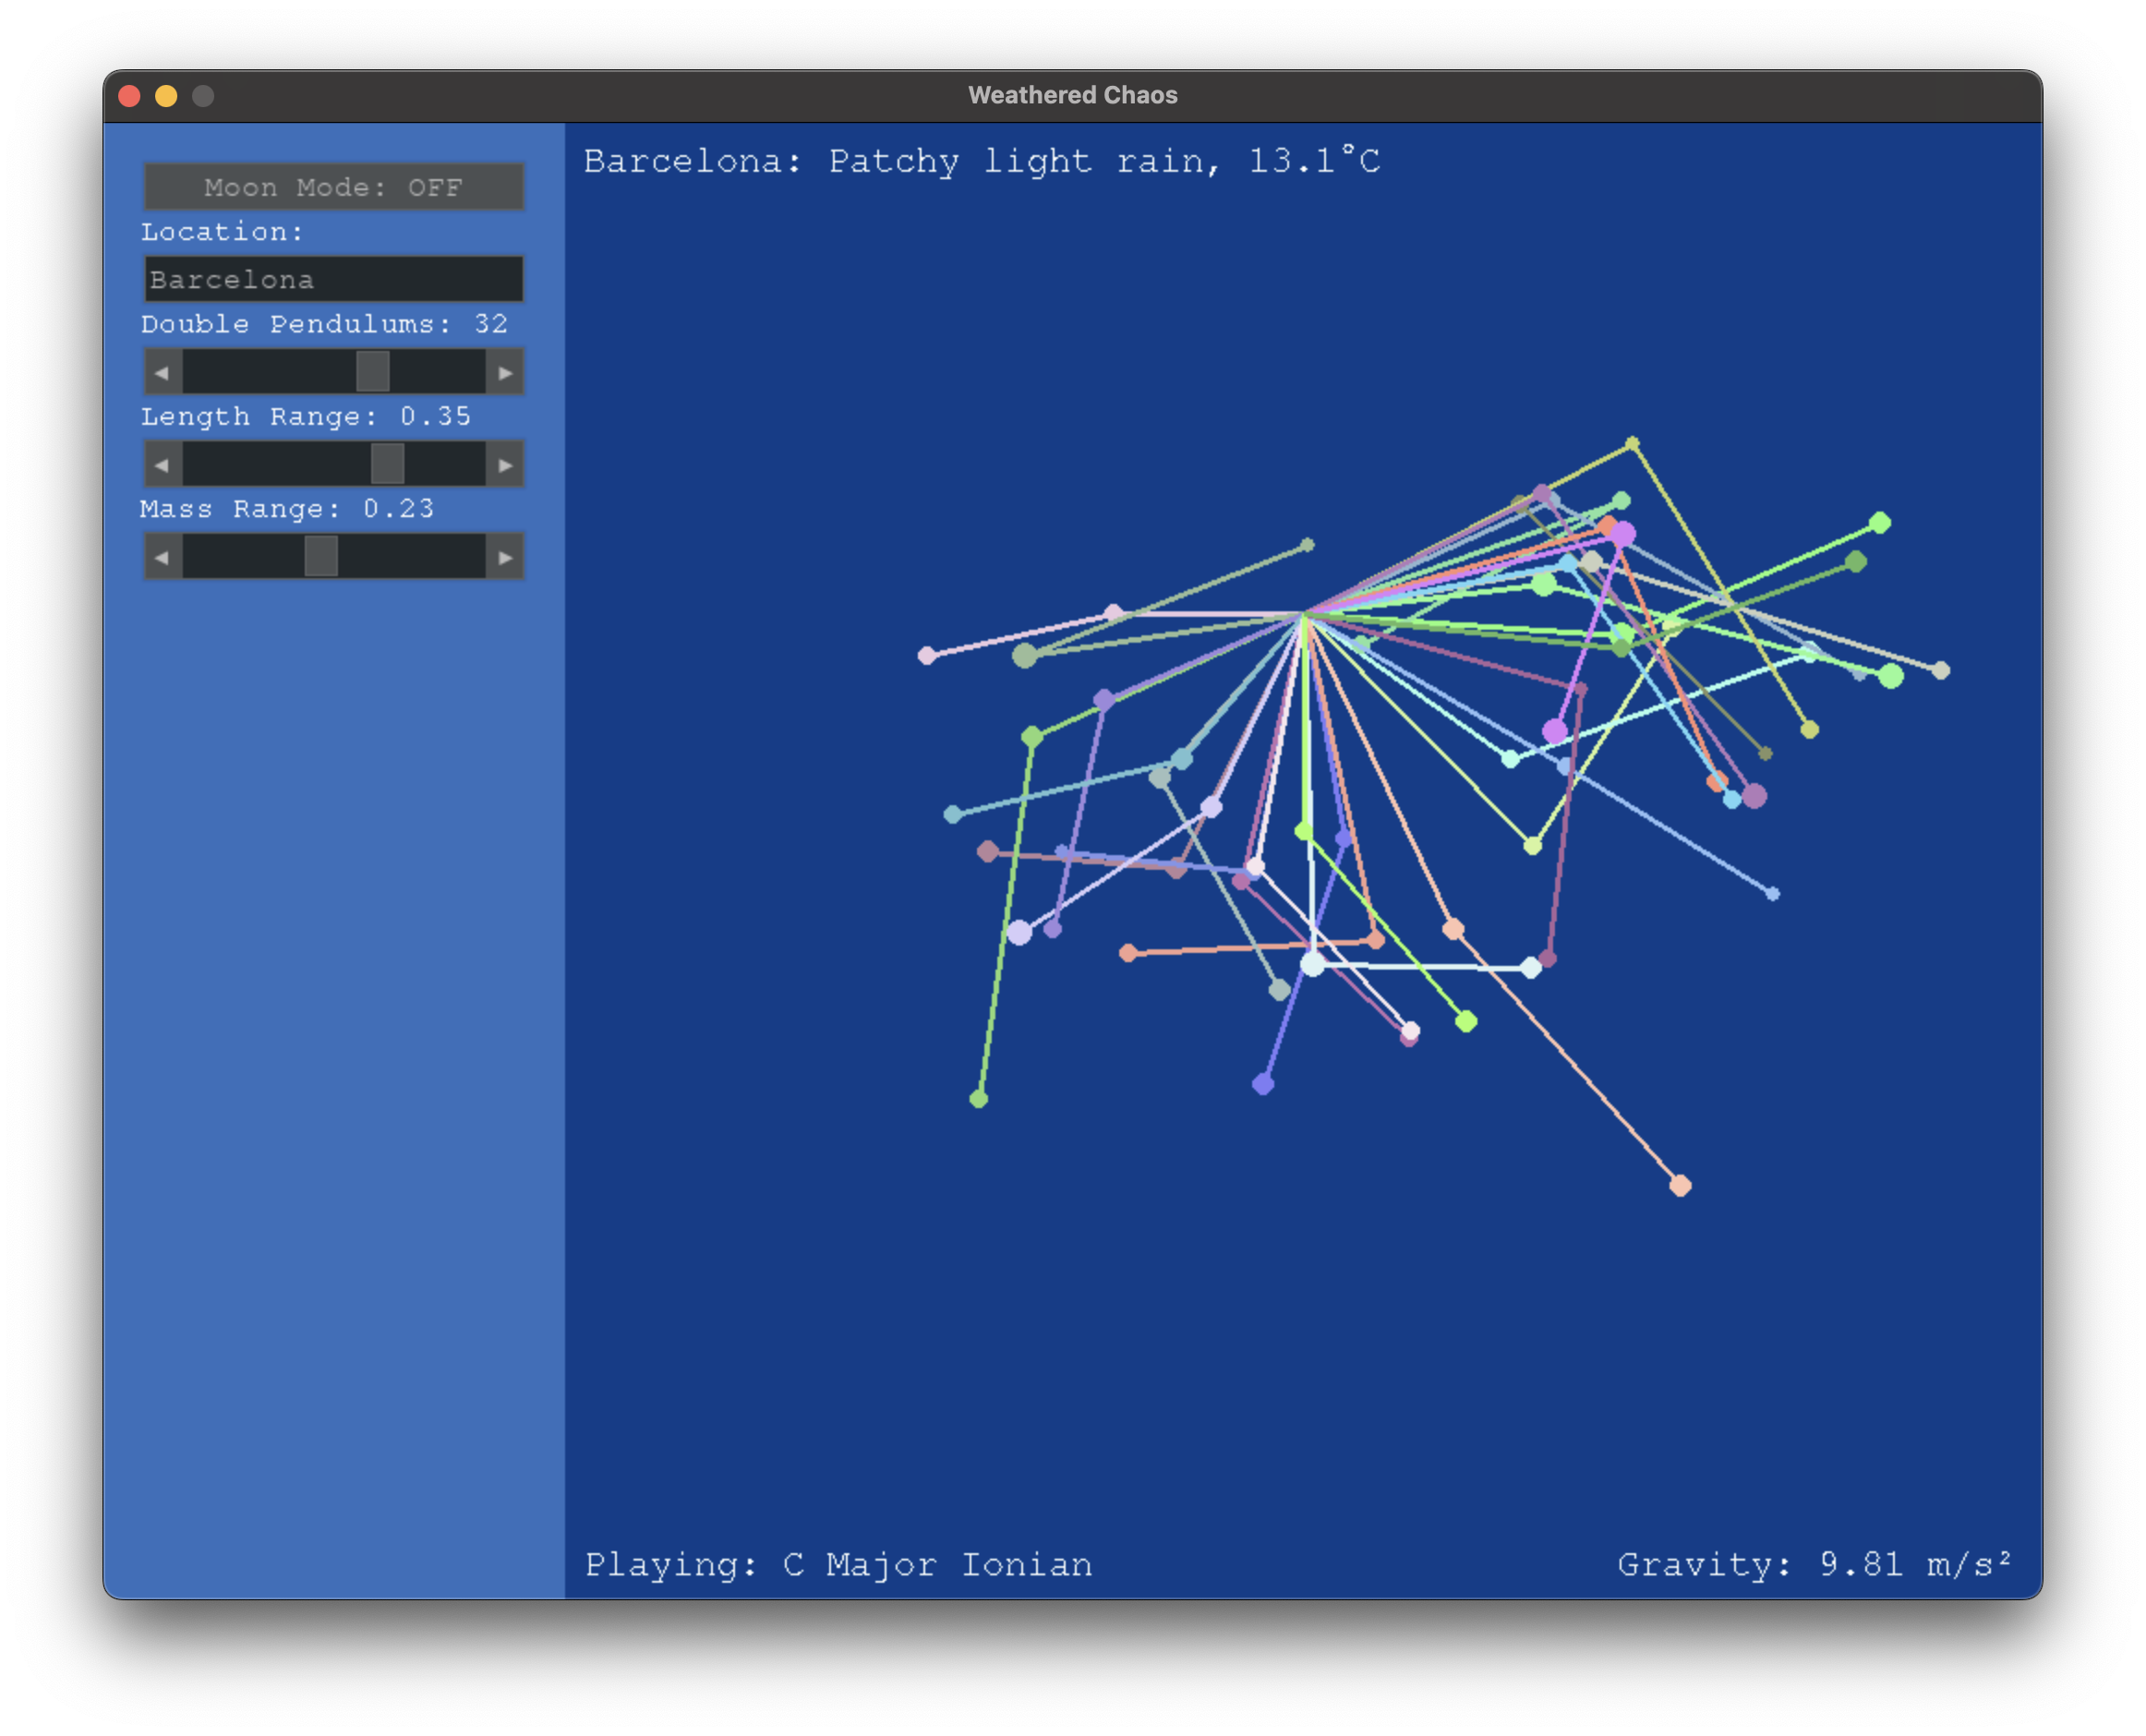 Weathered Chaos
Moon Mode: OFF
Location:
Barcelona
Double Pendulums: 32
Length Range: 0.35
Mass Range: 0.23
Barcelona: Patchy light rain, 13.1°C
Playing: C Major Ionian
Gravity: 9.81 m/s²